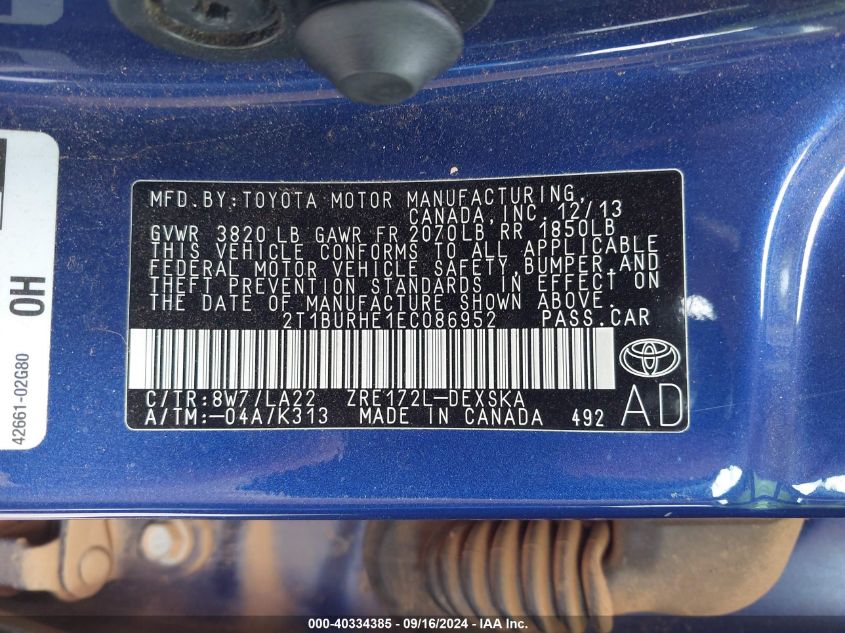 MFD. BY: TOYOTA MOTOR MANUFACTURING,
CANADA, INC. 12/13
GVWR 3820 LB GAWR FR 2070LB RR 1850LB
THIS VEHICLE CONFORMS TO ALL APPLICABLE
FEDERAL MOTOR VEHICLE SAFETY, BUMPER, AND
THEFT PREVENTION STANDARDS IN EFFECT ON
THE DATE OF MANUFACTURE SHOWN ABOVE.
2T1BURHE1EC086952 PASS. CAR
C/TR: 8W7/LA22 ZRE172L-DEXSKA
A/TM: -04A/K313 MADE IN CANADA 492
AD
OH
42661-02G80
000-40334385 - 09/16/2024 - IAA Inc.